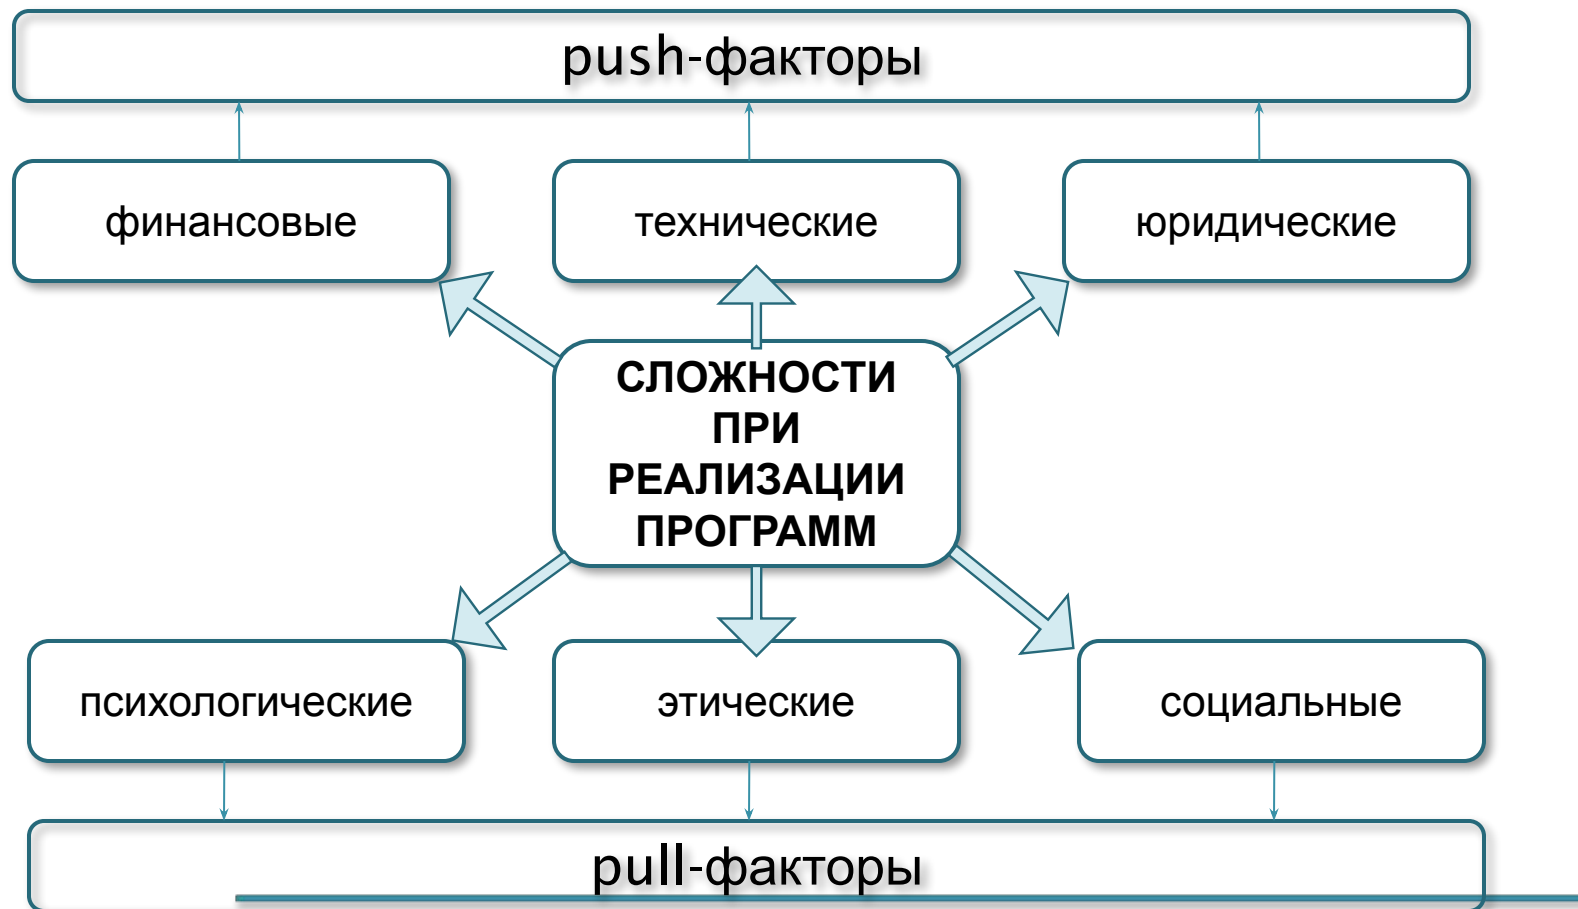 push-факторы
финансовые
технические
юридические
СЛОЖНОСТИ
ПРИ
РЕАЛИЗАЦИИ
ПРОГРАММ
психологические
этические
социальные
pull-факторы